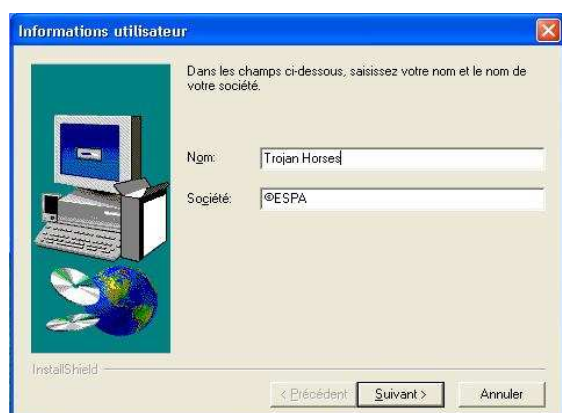 Informations utilisateur
Dans les champs ci-dessous, saisissez votre nom et le nom de
votre société.
Nom: Trojan Horses
Société: ©ESPA
InstallShield
< Précédent Suivant > Annuler